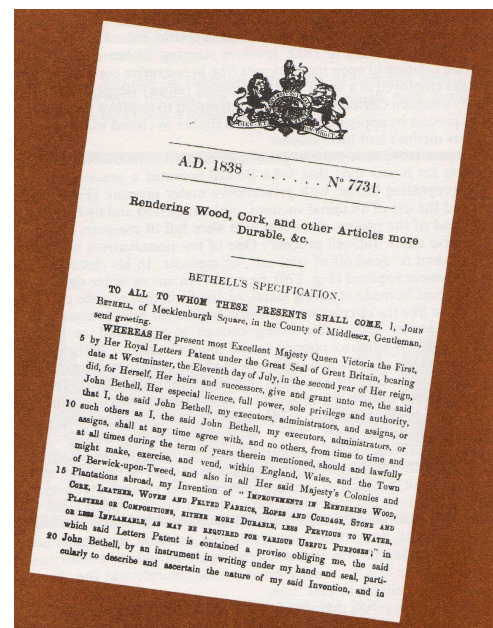 A.D. 1838 . . . . . . . N° 7731.
Rendering Wood, Cork, and other Articles more
Durable, &c.
BETHELL'S SPECIFICATION.
TO ALL TO WHOM THESE PRESENTS SHALL COME, I, JOHN
BETHELL, of Mecklenburgh Square, in the County of Middlesex, Gentleman,
send greeting.
WHEREAS Her present most Excellent Majesty Queen Victoria the First,
5 by Her Royal Letters Patent under the Great Seal of Great Britain, bearing
date at Westminster, the Eleventh day of July, in the second year of Her reign,
did, for Herself, Her heirs and successors, give and grant unto me, the said
John Bethell, Her especial licence, full power, sole privilege and authority,
that I, the said John Bethell, my executors, administrators, and assigns, or
10 such others as I, the said John Bethell, my executors, administrators, or
assigns, shall at any time agree with, and no others, from time to time and
at all times during the term of years therein mentioned, should and lawfully
might make, exercise, and vend, within England, Wales, and the Town
of Berwick-upon-Tweed, and also in all Her said Majesty's Colonies and
15 Plantations abroad, my Invention of "IMPROVEMENTS IN RENDERING WOOD,
CORK, LEATHER, WOVEN AND FELTED FABRICS, ROPES AND CORDAGE, STONE AND
PLASTERS OR COMPOSITIONS, EITHER MORE DURABLE, LESS PERVIOUS TO WATER,
OR LESS INFLAMABLE, AS MAY BE REQUIRED FOR VARIOUS USEFUL PURPOSES;" in
which said Letters Patent is contained a proviso obliging me, the said
20 John Bethell, by an instrument in writing under my hand and seal, parti-
cularly to describe and ascertain the nature of my said Invention, and in